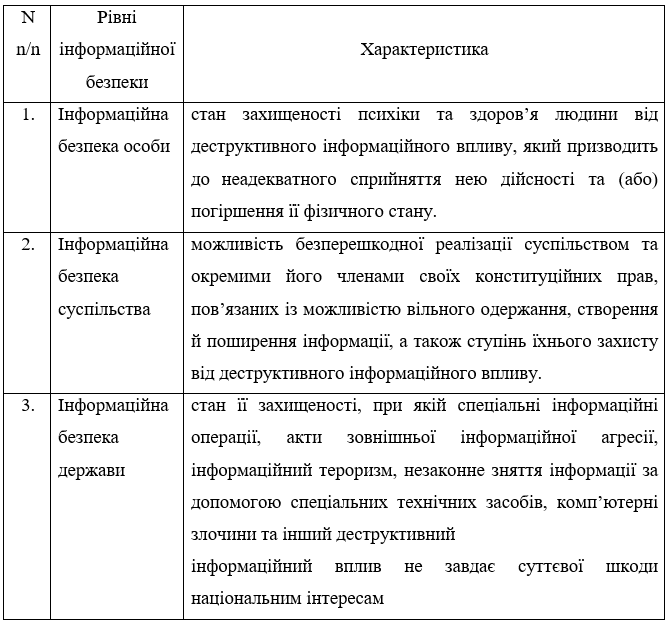 N Рівні
n/n інформаційної Характеристика
безпеки
1. Інформаційна стан захищеності психіки та здоров’я людини від
безпека особи деструктивного інформаційного впливу, який призводить
до неадекватного сприйняття нею дійсності та (або)
погіршення її фізичного стану.
2. Інформаційна можливість безперешкодної реалізації суспільством та
безпека окремими його членами своїх конституційних прав,
суспільства пов’язаних із можливістю вільного одержання, створення
й поширення інформації, а також ступінь їхнього захисту
від деструктивного інформаційного впливу.
3. Інформаційна стан її захищеності, при якій спеціальні інформаційні
безпека операції, акти зовнішньої інформаційної агресії,
держави інформаційний тероризм, незаконне зняття інформації за
допомогою спеціальних технічних засобів, комп’ютерні
злочини та інший деструктивний
інформаційний вплив не завдає суттєвої шкоди
національним інтересам